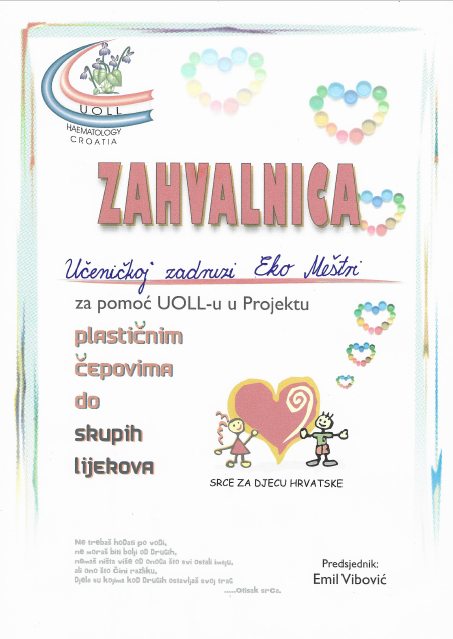 UOLL
HAEMATOLOGY
CROATIA
ZAHVALNICA
Učeničkoj zadruzi Eko Meštri
za pomoć UOLL-u u Projektu
plastičnim
čepovima
do
skupih
lijekova
SRCE ZA DJECU HRVATSKE
Ne trebaš hodati po vodi,
ne moraš biti bolji od drugih,
nemaš ništa više od onoga što svi ostali imaju,
ali ono što čini razliku,
Djela su kojima kod drugih ostavljaš svoj trag
......Otisak srca.
Predsjednik:
Emil Vibović